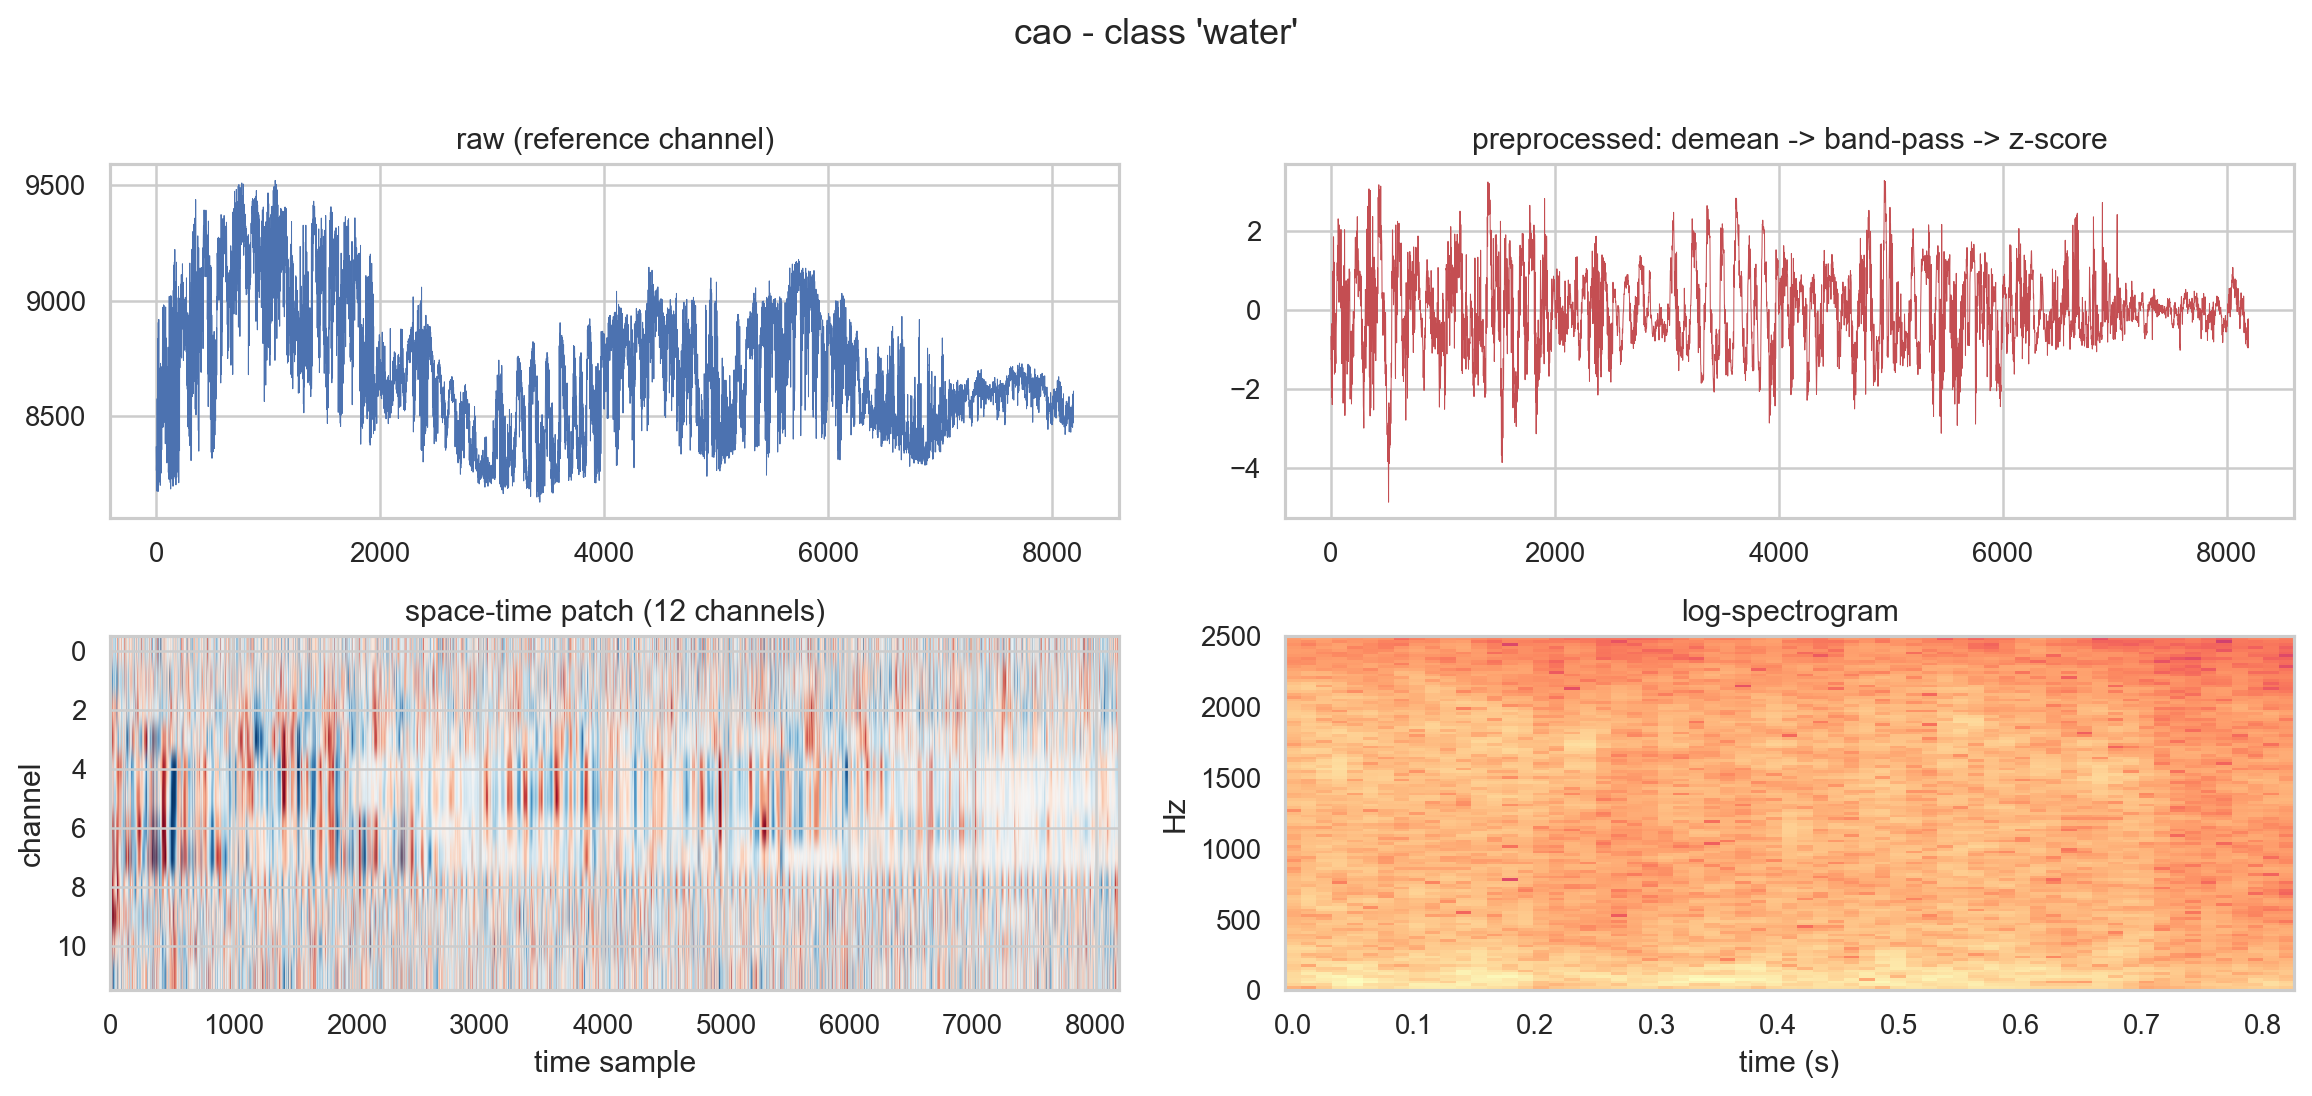 cao - class 'water'
raw (reference channel)
9500
9000
8500
0 2000 4000 6000 8000
preprocessed: demean -> band-pass -> z-score
2
0
−2
−4
0 2000 4000 6000 8000
space-time patch (12 channels)
channel
0
2
4
6
8
10
0 1000 2000 3000 4000 5000 6000 7000 8000
time sample
log-spectrogram
Hz
2500
2000
1500
1000
500
0
0.0 0.1 0.2 0.3 0.4 0.5 0.6 0.7 0.8
time (s)